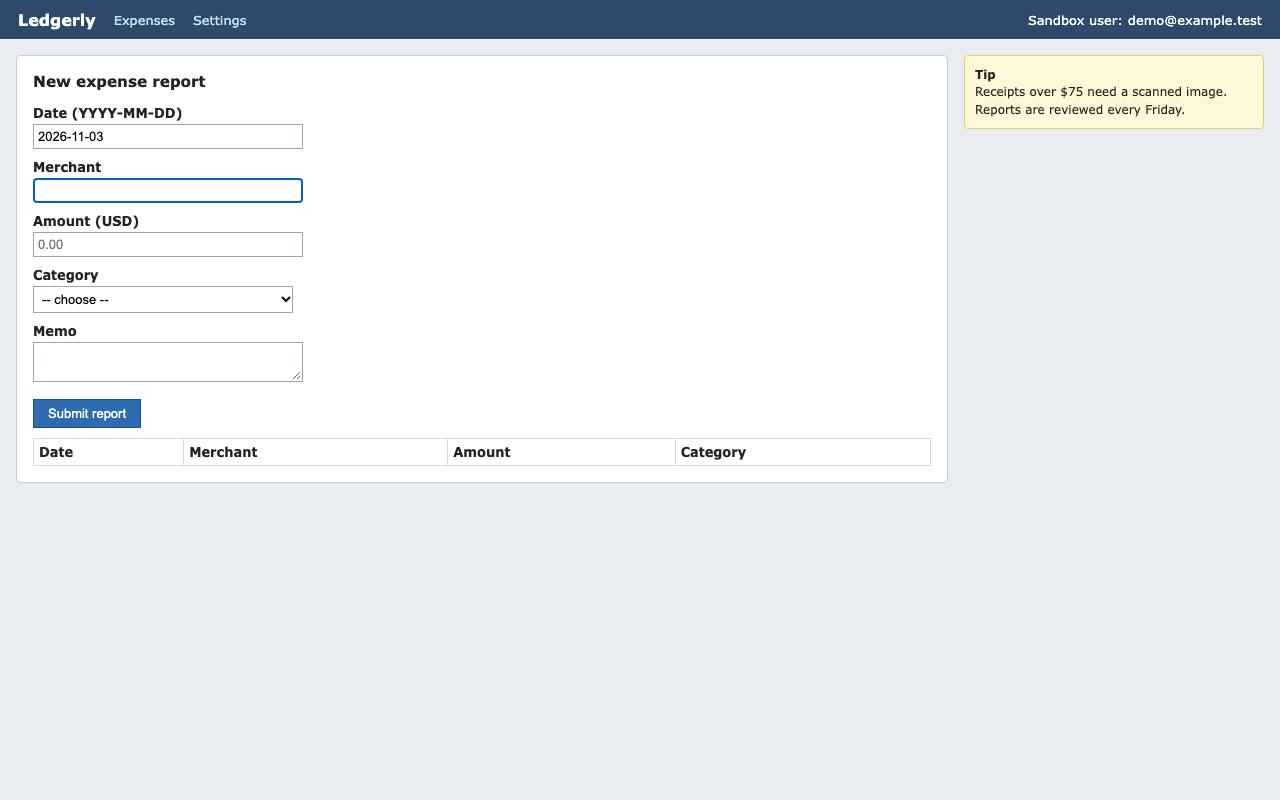 Ledgerly Expenses Settings Sandbox user: demo@example.test
New expense report
Date (YYYY-MM-DD)
2026-11-03
Merchant
Amount (USD)
0.00
Category
-- choose --
Memo
Submit report
Date Merchant Amount Category
Tip
Receipts over $75 need a scanned image.
Reports are reviewed every Friday.